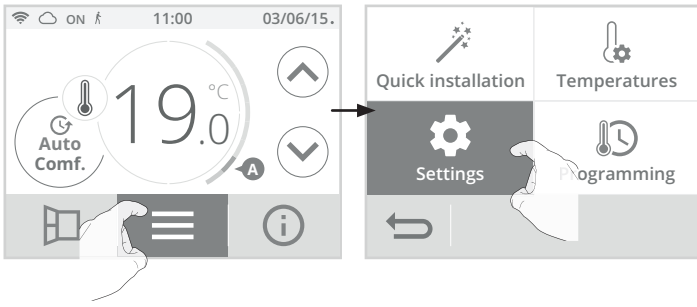 ON 11:00 03/06/15.
19.0 °C
Auto
Comf.
A
Quick installation
Temperatures
Settings
Programming